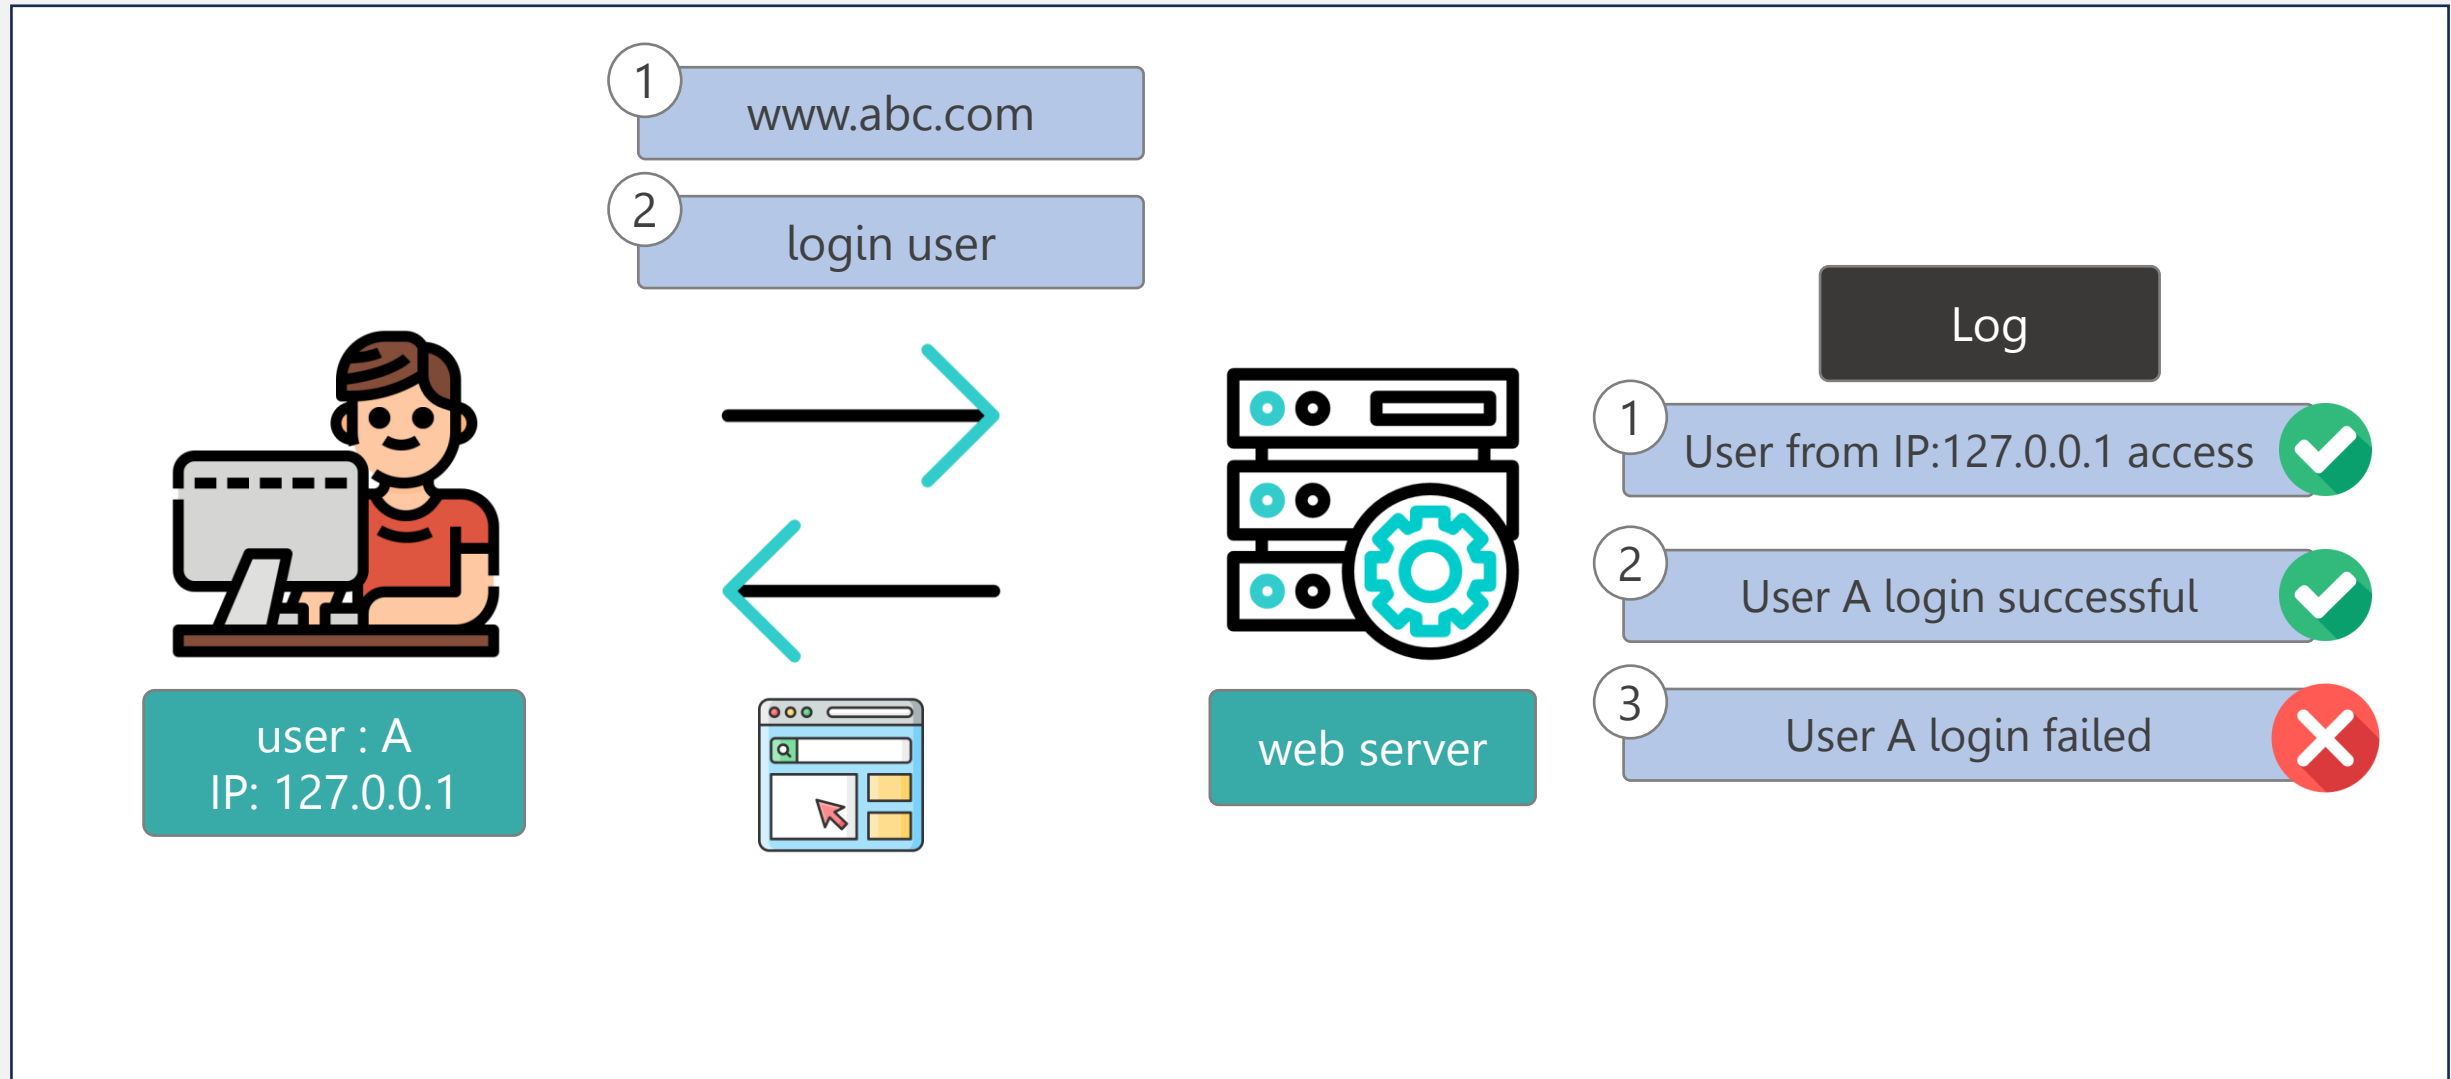 1
www.abc.com
2
login user
user : A
IP: 127.0.0.1
web server
Log
1
User from IP:127.0.0.1 access
2
User A login successful
3
User A login failed